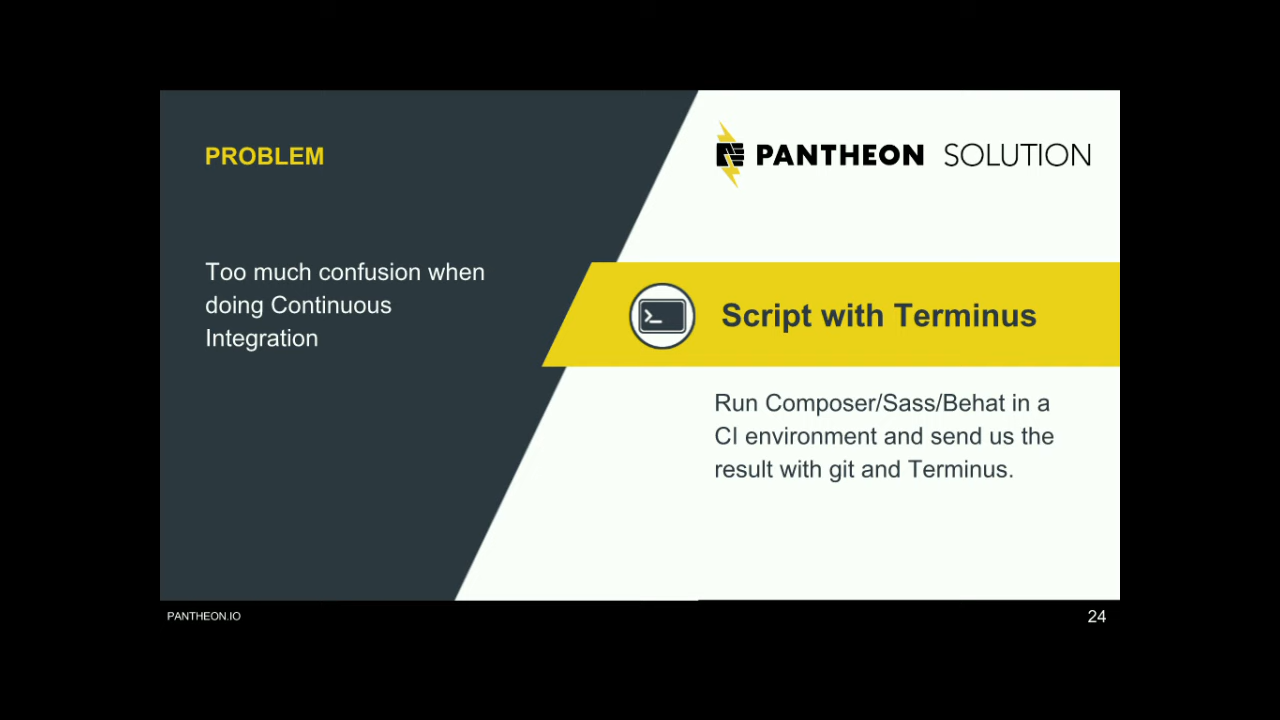 PROBLEM
Too much confusion when
doing Continuous
Integration
PANTHEON SOLUTION
Script with Terminus
Run Composer/Sass/Behat in a
CI environment and send us the
result with git and Terminus.
PANTHEON.IO
24